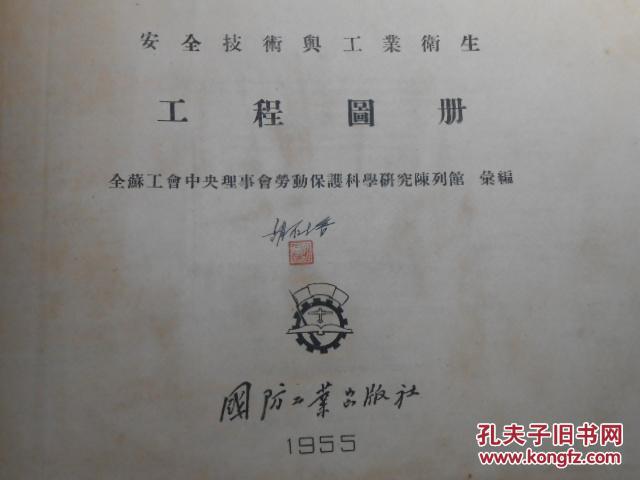 安全技術與工業衛生
工程圖册
全蘇工會中央理事會勞動保護科學研究陳列館 彙編
國防工業出版社
1955
孔夫子旧书网
www.kongfz.com